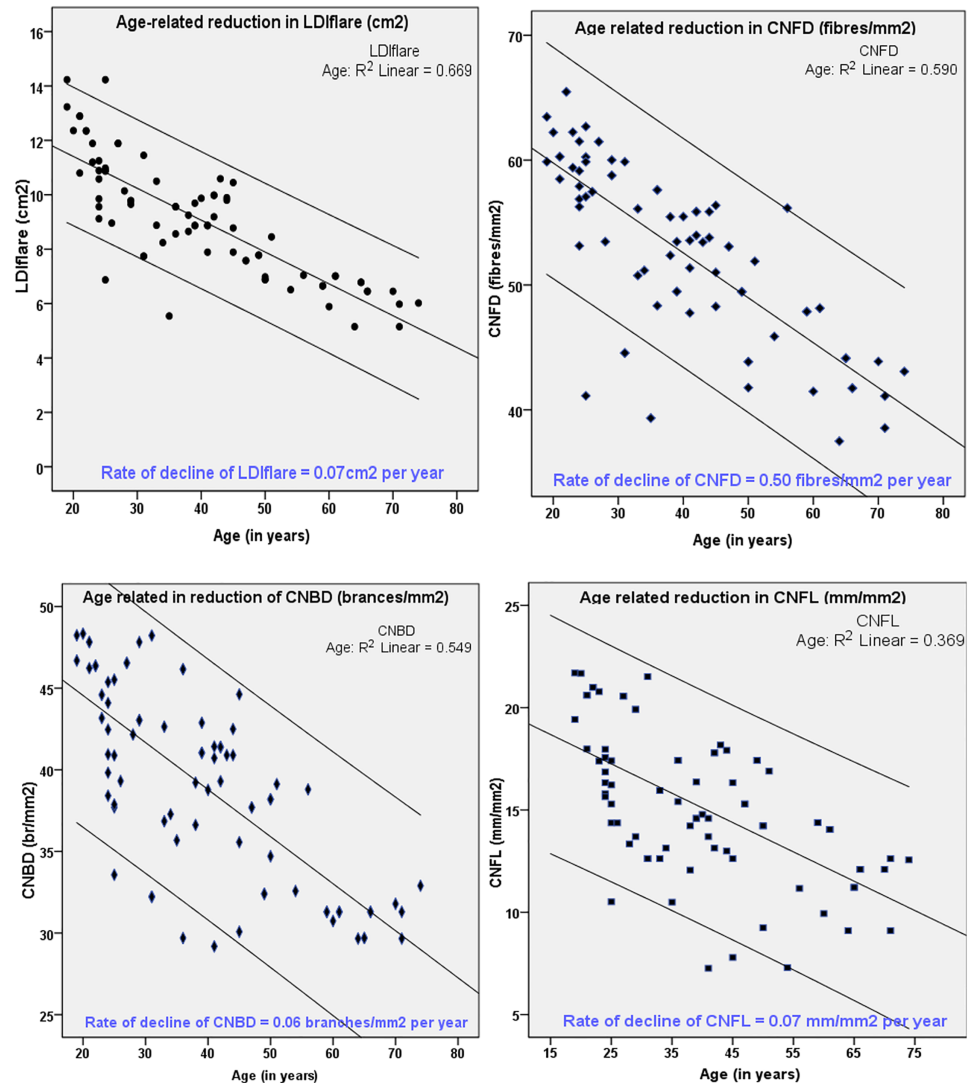 Age-related reduction in LDIflare (cm2)
LDIflare
Age: R2 Linear = 0.669
16
14
12
10
8
6
4
2
0
LDIflare (cm2)
Rate of decline of LDIflare = 0.07cm2 per year
20 30 40 50 60 70 80
Age (in years)
Age related reduction in CNFD (fibres/mm2)
CNFD
Age: R2 Linear = 0.590
70
60
50
40
CNFD (fibres/mm2)
Rate of decline of CNFD = 0.50 fibres/mm2 per year
20 30 40 50 60 70 80
Age (in years)
Age related in reduction of CNBD (brances/mm2)
CNBD
Age: R2 Linear = 0.549
50
45
40
35
30
25
CNBD (br/mm2)
Rate of decline of CNBD = 0.06 branches/mm2 per year
20 30 40 50 60 70 80
Age (in years)
Age related reduction in CNFL (mm/mm2)
CNFL
Age: R2 Linear = 0.369
25
20
15
10
5
CNFL (mm/mm2)
Rate of decline of CNFL = 0.07 mm/mm2 per year
15 25 35 45 55 65 75
Age (in years)